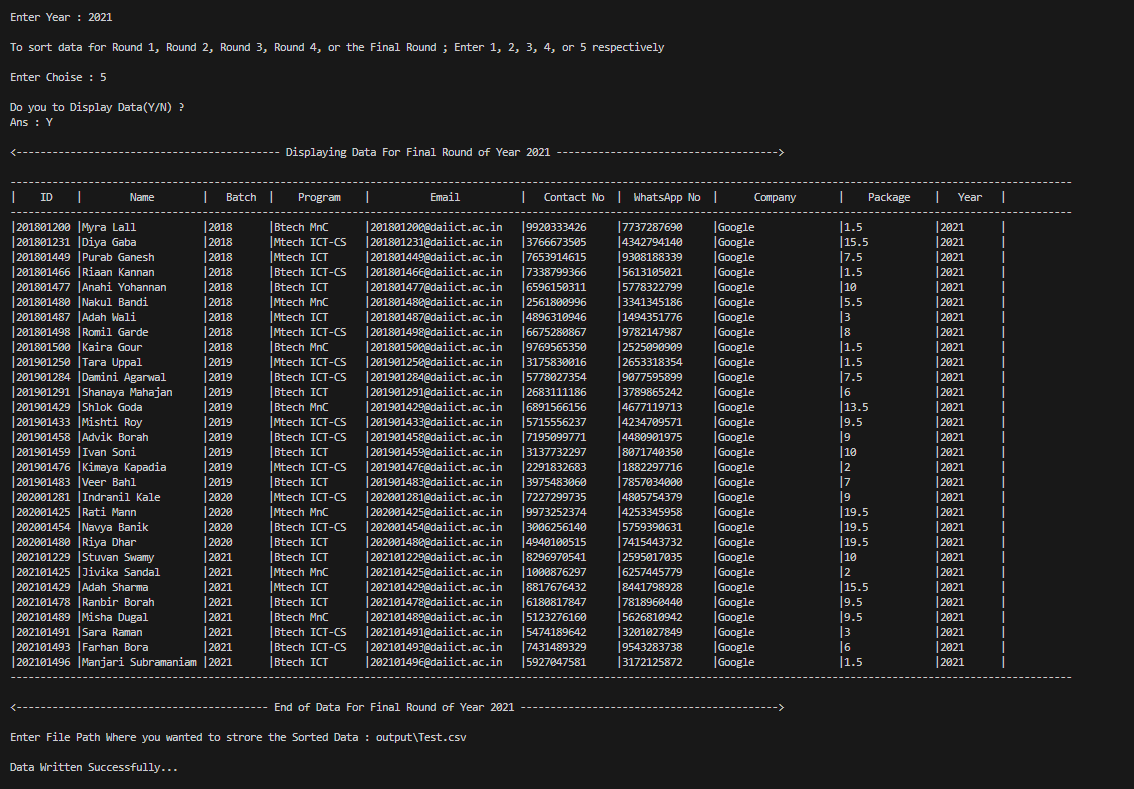 Enter Year : 2021
To sort data for Round 1, Round 2, Round 3, Round 4, or the Final Round ; Enter 1, 2, 3, 4, or 5 respectively
Enter Choise : 5
Do you to Display Data(Y/N) ?
Ans : Y
<-------------------------------------------- Displaying Data For Final Round of Year 2021 ------------------------------------->
| ID | Name | Batch | Program | Email | Contact No | WhatsApp No | Company | Package | Year |
|201801200 |Myra Lall |2018 |Btech MnC |201801200@daiict.ac.in |9920333426 |7737287690 |Google |1.5 |2021 |
|201801231 |Diya Gaba |2018 |Mtech ICT-CS |201801231@daiict.ac.in |3766673505 |4342794140 |Google |15.5 |2021 |
|201801449 |Purab Ganesh |2018 |Mtech ICT |201801449@daiict.ac.in |7653914615 |9308188339 |Google |7.5 |2021 |
|201801466 |Riaan Kannan |2018 |Btech ICT-CS |201801466@daiict.ac.in |7338799366 |5613105021 |Google |1.5 |2021 |
|201801477 |Anahi Yohannan |2018 |Btech ICT |201801477@daiict.ac.in |6596150311 |5778322799 |Google |10 |2021 |
|201801480 |Nakul Bandi |2018 |Mtech MnC |201801480@daiict.ac.in |2561800996 |3341345186 |Google |5.5 |2021 |
|201801487 |Adah Wali |2018 |Mtech ICT |201801487@daiict.ac.in |4896310946 |1494351776 |Google |3 |2021 |
|201801498 |Romil Garde |2018 |Mtech ICT-CS |201801498@daiict.ac.in |6675280867 |9782147987 |Google |8 |2021 |
|201801500 |Kaira Gour |2018 |Btech MnC |201801500@daiict.ac.in |9769565350 |2525090909 |Google |1.5 |2021 |
|201901250 |Tara Uppal |2019 |Mtech ICT-CS |201901250@daiict.ac.in |3175830016 |2653318354 |Google |1.5 |2021 |
|201901284 |Damini Agarwal |2019 |Btech ICT-CS |201901284@daiict.ac.in |5778027354 |9077595899 |Google |7.5 |2021 |
|201901291 |Shanaya Mahajan |2019 |Btech ICT |201901291@daiict.ac.in |2683111186 |3789865242 |Google |6 |2021 |
|201901429 |Shlok Goda |2019 |Btech MnC |201901429@daiict.ac.in |6891566156 |4677119713 |Google |13.5 |2021 |
|201901433 |Mishti Roy |2019 |Mtech ICT-CS |201901433@daiict.ac.in |5715556237 |4234709571 |Google |9.5 |2021 |
|201901458 |Advik Borah |2019 |Btech ICT-CS |201901458@daiict.ac.in |7195099771 |4480901975 |Google |9 |2021 |
|201901459 |Ivan Soni |2019 |Btech ICT |201901459@daiict.ac.in |3137732297 |8071740350 |Google |10 |2021 |
|201901476 |Kimaya Kapadia |2019 |Mtech ICT-CS |201901476@daiict.ac.in |2291832683 |1882297716 |Google |2 |2021 |
|201901483 |Veer Bahl |2019 |Btech ICT |201901483@daiict.ac.in |3975483060 |7857034000 |Google |7 |2021 |
|202001281 |Indranil Kale |2020 |Mtech ICT-CS |202001281@daiict.ac.in |7227299735 |4805754379 |Google |9 |2021 |
|202001425 |Rati Mann |2020 |Mtech MnC |202001425@daiict.ac.in |9973252374 |4253345958 |Google |19.5 |2021 |
|202001454 |Navya Banik |2020 |Btech ICT-CS |202001454@daiict.ac.in |3006256140 |5759390631 |Google |19.5 |2021 |
|202001480 |Riya Dhar |2020 |Btech ICT |202001480@daiict.ac.in |4940100515 |7415443732 |Google |19.5 |2021 |
|202101229 |Stuvan Swamy |2021 |Btech ICT |202101229@daiict.ac.in |8296970541 |2595017035 |Google |10 |2021 |
|202101425 |Jivika Sandal |2021 |Mtech MnC |202101425@daiict.ac.in |1000876297 |6257445779 |Google |2 |2021 |
|202101429 |Adah Sharma |2021 |Mtech ICT |202101429@daiict.ac.in |8817676432 |8441798928 |Google |15.5 |2021 |
|202101478 |Ranbir Borah |2021 |Btech ICT |202101478@daiict.ac.in |6180817847 |7818960440 |Google |9.5 |2021 |
|202101489 |Misha Dugal |2021 |Btech MnC |202101489@daiict.ac.in |5123276160 |5626810942 |Google |9.5 |2021 |
|202101491 |Sara Raman |2021 |Btech ICT-CS |202101491@daiict.ac.in |5474189642 |3201027849 |Google |3 |2021 |
|202101493 |Farhan Bora |2021 |Btech ICT-CS |202101493@daiict.ac.in |7431489329 |9543283738 |Google |6 |2021 |
|202101496 |Manjari Subramaniam |2021 |Btech ICT |202101496@daiict.ac.in |5927047581 |3172125872 |Google |1.5 |2021 |
<------------------------------------------ End of Data For Final Round of Year 2021 ------------------------------------------->
Enter File Path Where you wanted to strore the Sorted Data : output\Test.csv
Data Written Successfully...